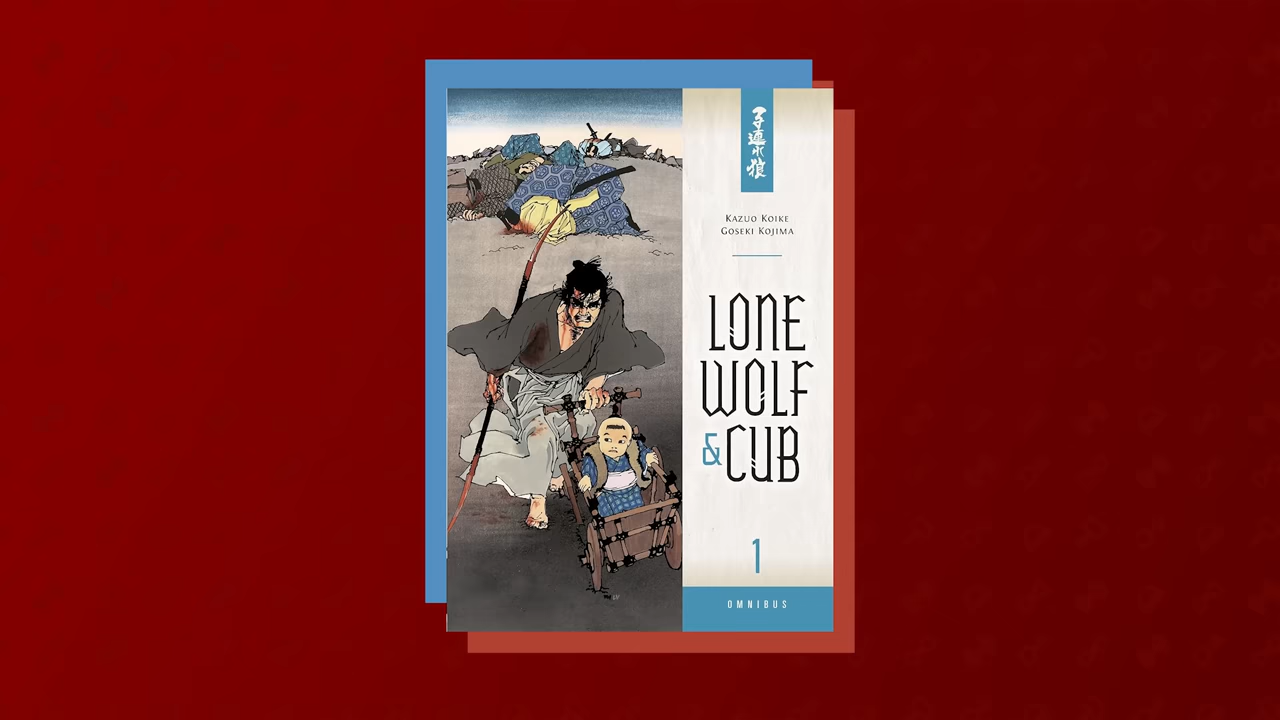 子連れ狼
KAZUO KOIKE
GOSEKI KOJIMA
LONE
WOLF
& CUB
1
OMNIBUS